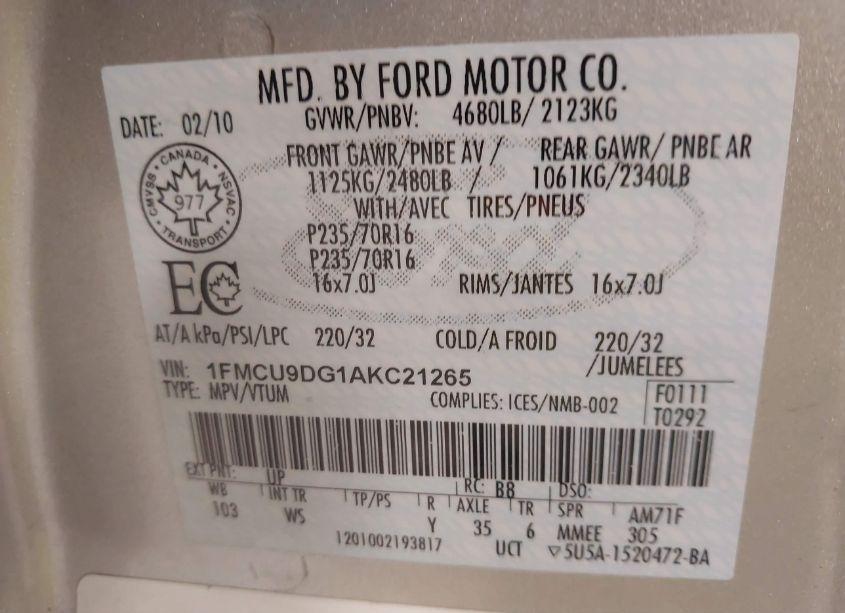 MFD. BY FORD MOTOR CO.
DATE: 02/10 GVWR/PNBV: 4680LB/ 2123KG
FRONT GAWR/PNBE AV / REAR GAWR/ PNBE AR
1125KG/2480LB / 1061KG/2340LB
WITH/AVEC TIRES/PNEUS
P235/70R16
P235/70R16
16x7.0J RIMS/JANTES 16x7.0J
CANADA
CMVSS NSVAC
977
TRANSPORT
EC
AT/A kPa/PSI/LPC 220/32 COLD/A FROID 220/32
/JUMELEES
VIN: 1FMCU9DG1AKC21265
TYPE: MPV/VTUM COMPLIES: ICES/NMB-002
F0111
T0292
EXT PNT: UP RC: B8 DSO:
WB INT TR TP/PS R AXLE TR SPR AM71F
103 WS Y 35 6 MMEE 305
1201002193817 UCT ▽5U5A-1520472-BA